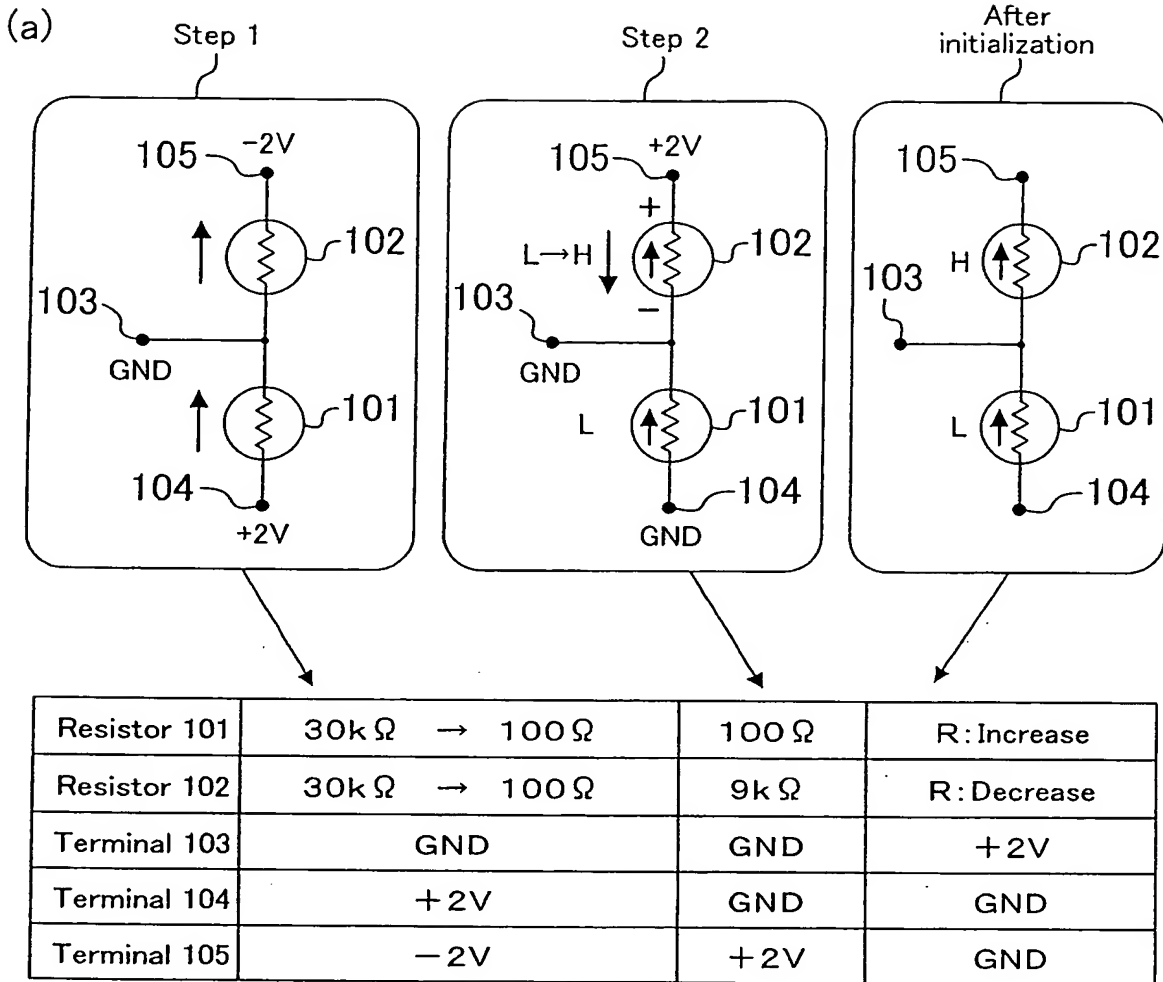 (a)
Step 1
Step 2
After
initialization
−2V
105
102
103
GND
101
104
+2V
+2V
105
+
102
L→H
−
103
GND
L
101
104
GND
105
H
102
103
L
101
104
Resistor 101 30kΩ → 100Ω 100Ω R:Increase
Resistor 102 30kΩ → 100Ω 9kΩ R:Decrease
Terminal 103 GND GND +2V
Terminal 104 +2V GND GND
Terminal 105 −2V +2V GND